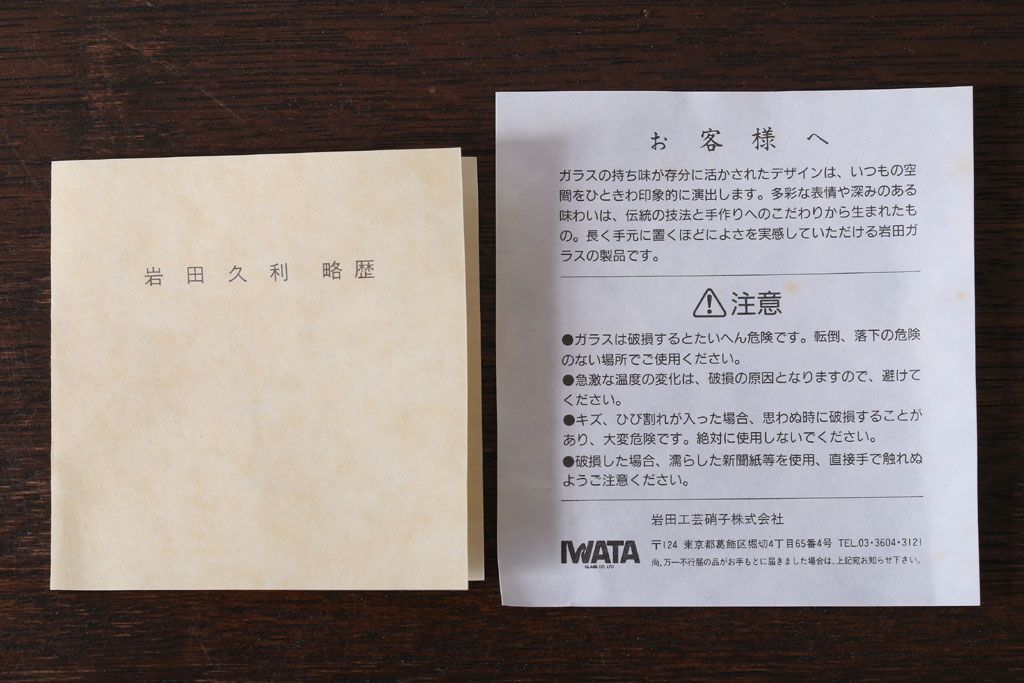 岩田久利 略歴
お客様へ
ガラスの持ち味が存分に活かされたデザインは、いつもの空
間をひときわ印象的に演出します。多彩な表情や深みのある
味わいは、伝統の技法と手作りへのこだわりから生まれたも
の。長く手元に置くほどによさを実感していただける岩田ガ
ラスの製品です。
注意
●ガラスは破損するとたいへん危険です。転倒、落下の危険
のない場所でご使用ください。
●急激な温度の変化は、破損の原因となりますので、避けて
ください。
●キズ、ひび割れが入った場合、思わぬ時に破損することが
あり、大変危険です。絶対に使用しないでください。
●破損した場合、濡らした新聞紙等を使用、直接手で触れぬ
ようご注意ください。
岩田工芸硝子株式会社
IWATA
GLASS CO. LTD
〒124 東京都葛飾区堀切4丁目65番4号 TEL.03・3604・3121
尚、万一不行届の品がお手もとに届きました場合は、上記宛お知らせ下さい。